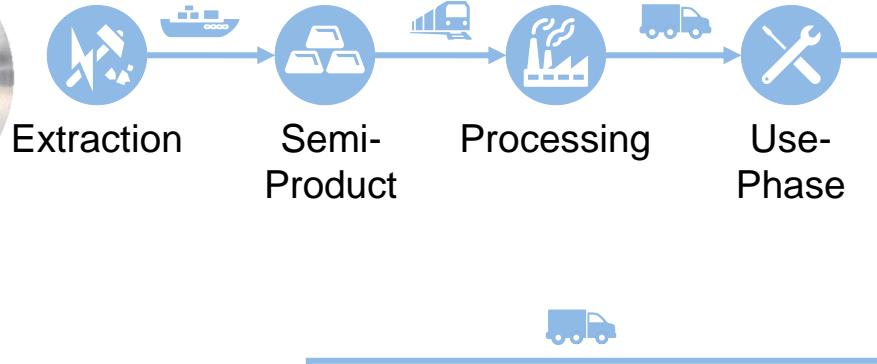 Extraction
Semi-
Product
Processing
Use-
Phase